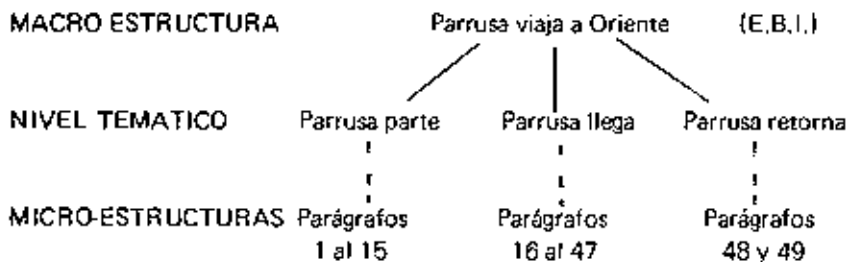 MACRO ESTRUCTURA Parrusa viaja a Oriente (E.B.I.)
NIVEL TEMATICO Parrusa parte Parrusa llega Parrusa retorna
MICRO-ESTRUCTURAS Parágrafos Parágrafos Parágrafos
1 al 15 16 al 47 48 y 49